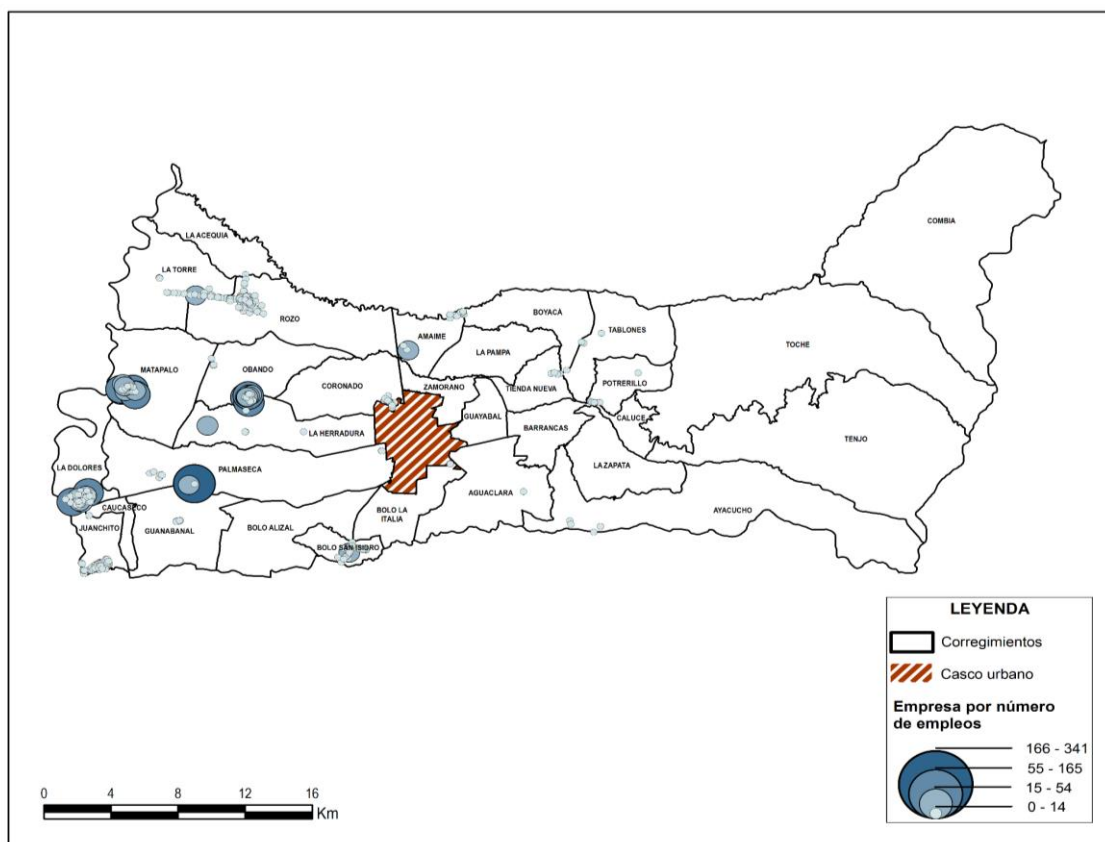 COMBIA
LA ACEQUIA
LA TORRE
ROZO
BOYACA
TABLONES
AMAIME
TOCHE
LA PAMPA
MATAPALO
OBANDO
CORONADO
ZAMORANO
TIENDA NUEVA
POTRERILLO
GUAYABAL
CALUCE
BARRANCAS
LA HERRADURA
TENJO
LA DOLORES
PALMASECA
LA ZAPATA
AGUACLARA
CAUCASECO
BOLO LA
ITALIA
AYACUCHO
JUANCHITO
GUANABANAL
BOLO ALIZAL
BOLO SAN ISIDRO
LEYENDA
Corregimientos
Casco urbano
Empresa por número
de empleos
166 - 341
55 - 165
15 - 54
0 - 14
0 4 8 12 16
Km